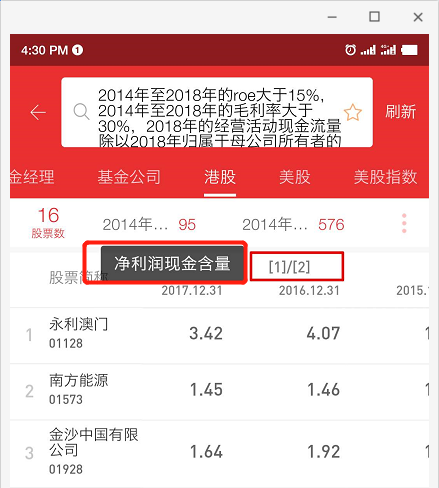 4:30 PM 1
2014年至2018年的roe大于15%,
2014年至2018年的毛利率大于
30%，2018年的经营活动现金流量
除以2018年归属于母公司所有者的
刷新
金经理 基金公司 港股 美股 美股指数
16 2014年... 95 2014年... 576
股票数
净利润现金含量 [1]/[2]
股票简称
2017.12.31 2016.12.31 2015.
1 永利澳门 3.42 4.07
01128
2 南方能源 1.45 1.46
01573
3 金沙中国有限 1.64 1.92
公司
01928